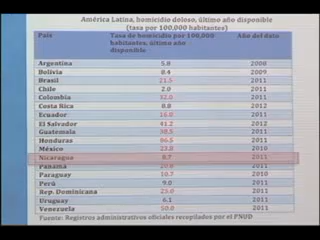 América Latina, homicidio doloso, último año disponible
(tasa por 100,000 habitantes)
País Tasa de homicidio por 100,000 habitantes, último año disponible Año del dato
Argentina 5.8 2008
Bolivia 8.4 2009
Brasil 21.5 2011
Chile 2.0 2011
Colombia 32.0 2011
Costa Rica 8.8 2012
Ecuador 16.0 2011
El Salvador 41.2 2012
Guatemala 38.5 2011
Honduras 86.5 2011
México 22.0 2010
Nicaragua 8.7 2011
Panamá 2011
Paraguay 10.7 2010
Perú 9.0 2011
Rep. Dominicana 25.0 2011
Uruguay 6.1 2011
Venezuela 50.0 2011
Fuente: Registros administrativos oficiales recopilados por el PNUD